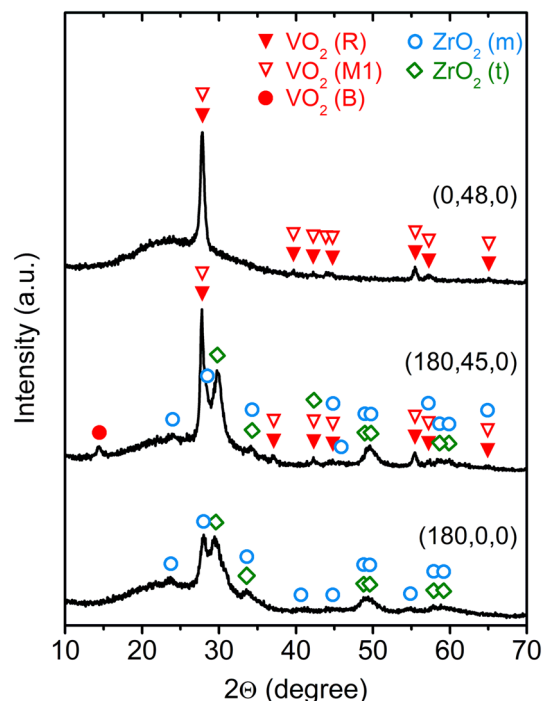 VO₂ (R) ZrO₂ (m)
VO₂ (M1) ZrO₂ (t)
VO₂ (B)
(0,48,0)
(180,45,0)
(180,0,0)
Intensity (a.u.)
10 20 30 40 50 60 70
2Θ (degree)